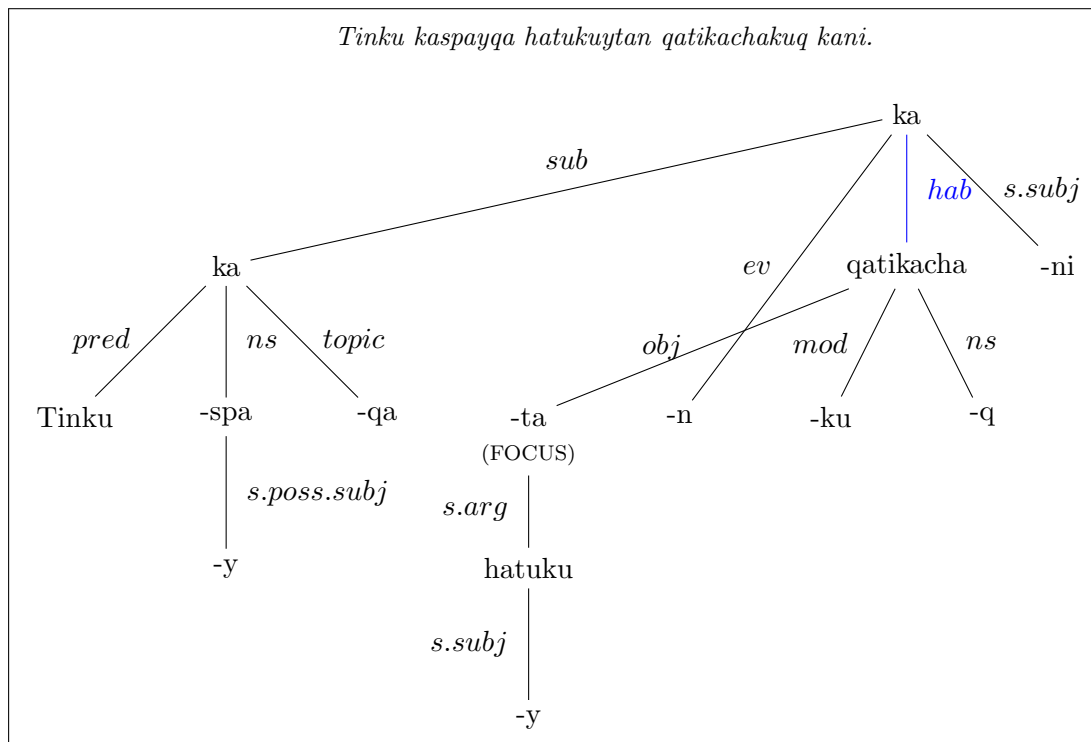 Tinku kaspayqa hatukuytan qatikachakuq kani.
ka
sub
hab
s.subj
ka
ev
qatikacha
-ni
pred
ns
topic
obj
mod
ns
Tinku
-spa
-qa
-ta
-n
-ku
-q
(FOCUS)
s.poss.subj
s.arg
-y
hatuku
s.subj
-y